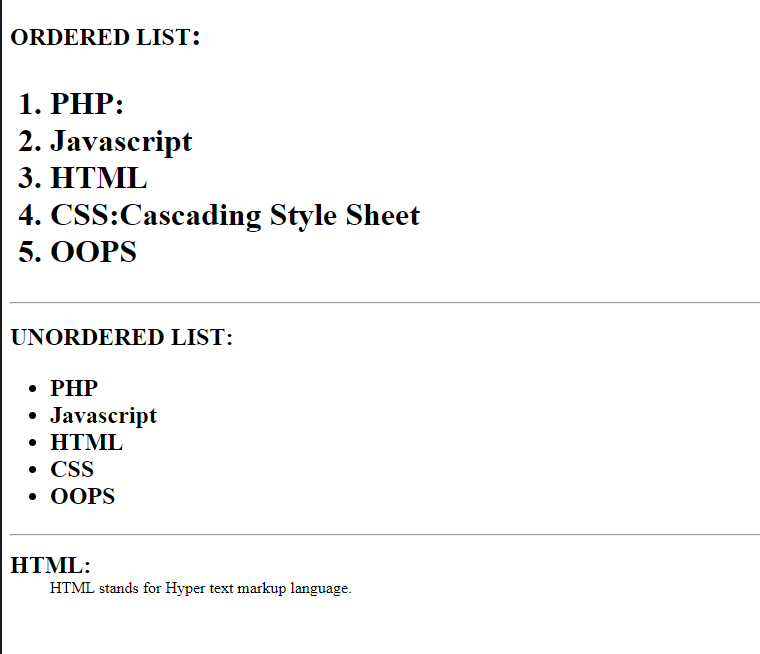 ORDERED LIST:
1. PHP:
2. Javascript
3. HTML
4. CSS:Cascading Style Sheet
5. OOPS
UNORDERED LIST:
• PHP
• Javascript
• HTML
• CSS
• OOPS
HTML:
HTML stands for Hyper text markup language.